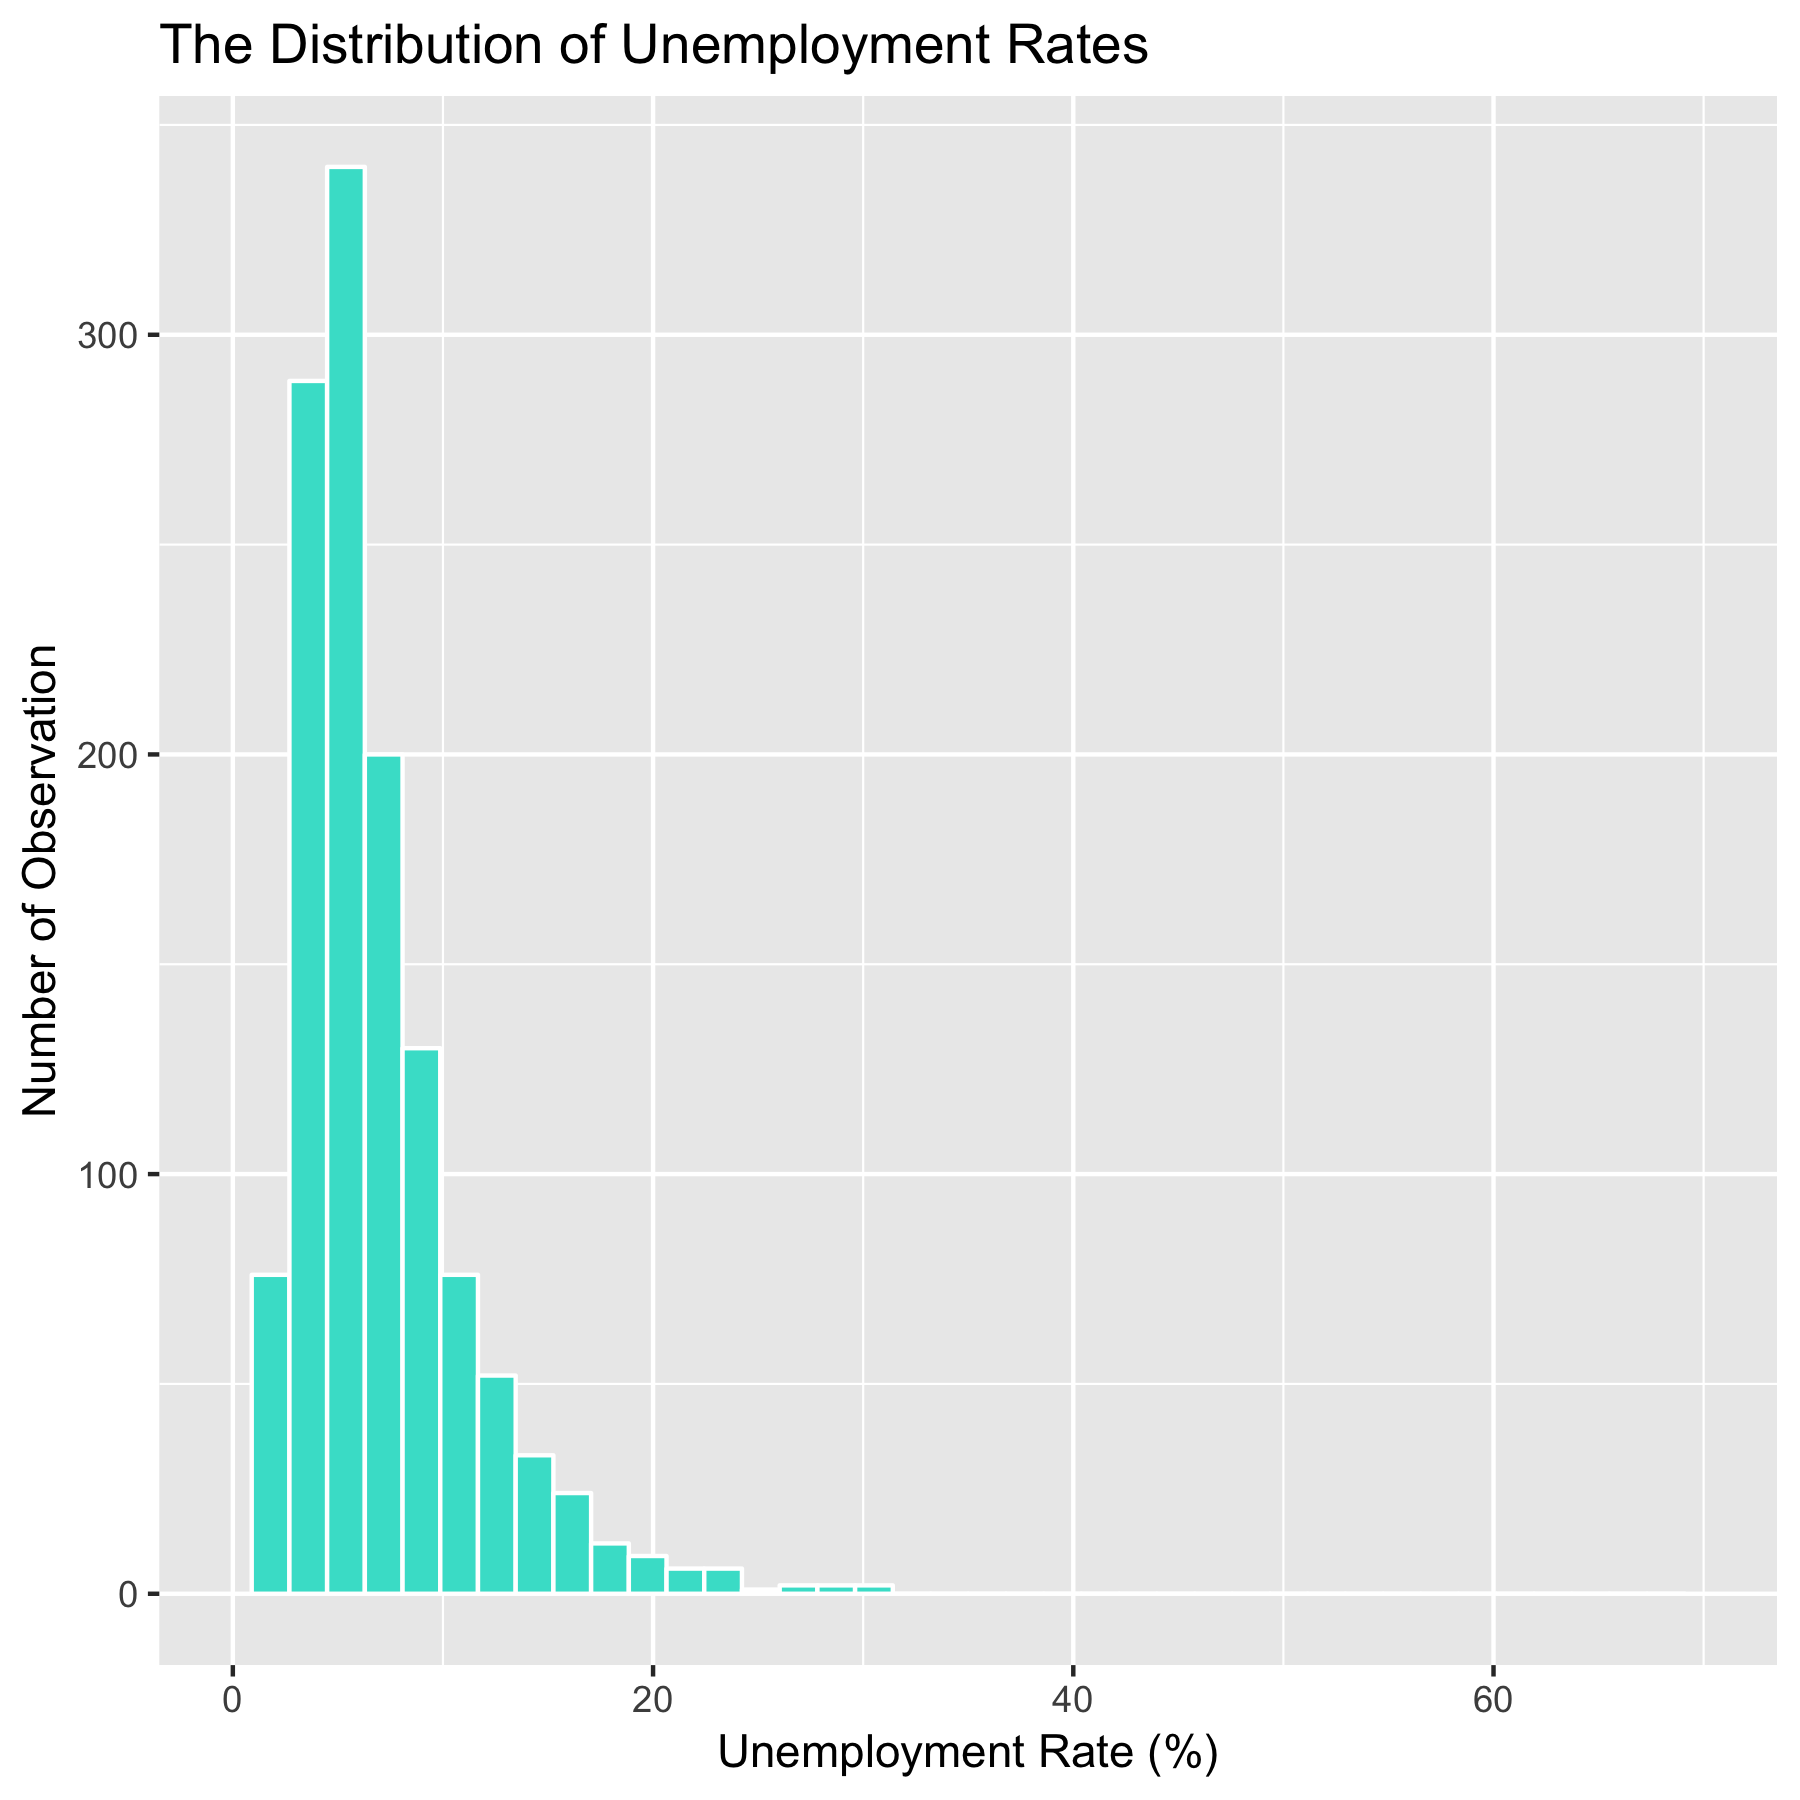 The Distribution of Unemployment Rates
Number of Observation
300
200
100
0
0 20 40 60
Unemployment Rate (%)